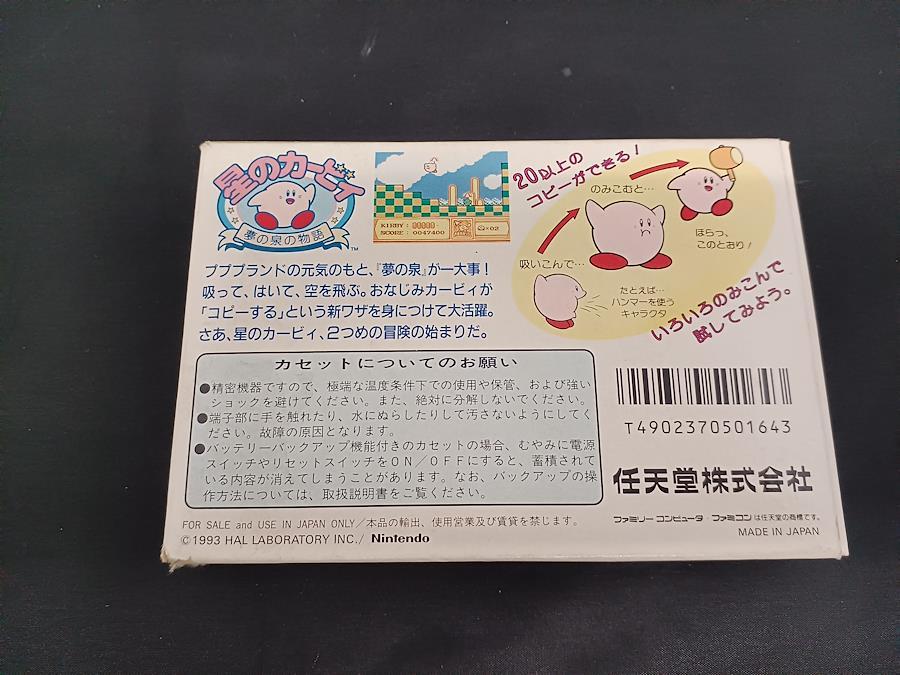 星のカービィ
夢の泉の物語
TM
KIRBY:
SCORE: 0047400
×02
20以上の
コピーができる!
のみこむと…
吸いこんで…
ほらっ、
このとおり!
たとえば…
ハンマーを使う
キャラクタ
いろいろのみこんで
試してみよう。
プププランドの元気のもと、『夢の泉』が一大事!
吸って、はいて、空を飛ぶ。おなじみカービィが
「コピーする」という新ワザを身につけて大活躍。
さあ、星のカービィ、2つめの冒険の始まりだ。
カセットについてのお願い
●精密機器ですので、極端な温度条件下での使用や保管、および強い
ショックを避けてください。また、絶対に分解しないでください。
●端子部に手を触れたり、水にぬらしたりして汚さないようにしてく
ださい。故障の原因となります。
●バッテリーバックアップ機能付きのカセットの場合、むやみに電源
スイッチやリセットスイッチをON/OFFにすると、蓄積されて
いる内容が消えてしまうことがあります。なお、バックアップの操
作方法については、取扱説明書をご覧ください。
T4902370501643
任天堂株式会社
ファミリーコンピュータ・ファミコンは任天堂の商標です。
MADE IN JAPAN
FOR SALE and USE IN JAPAN ONLY/本品の輸出、使用営業及び賃貸を禁じます。
©1993 HAL LABORATORY INC./ Nintendo